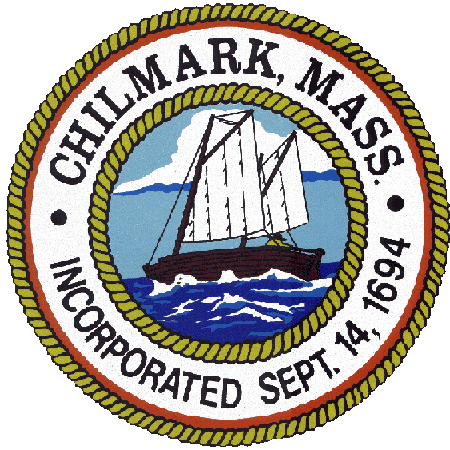 CHILMARK, MASS.
INCORPORATED SEPT. 14, 1694